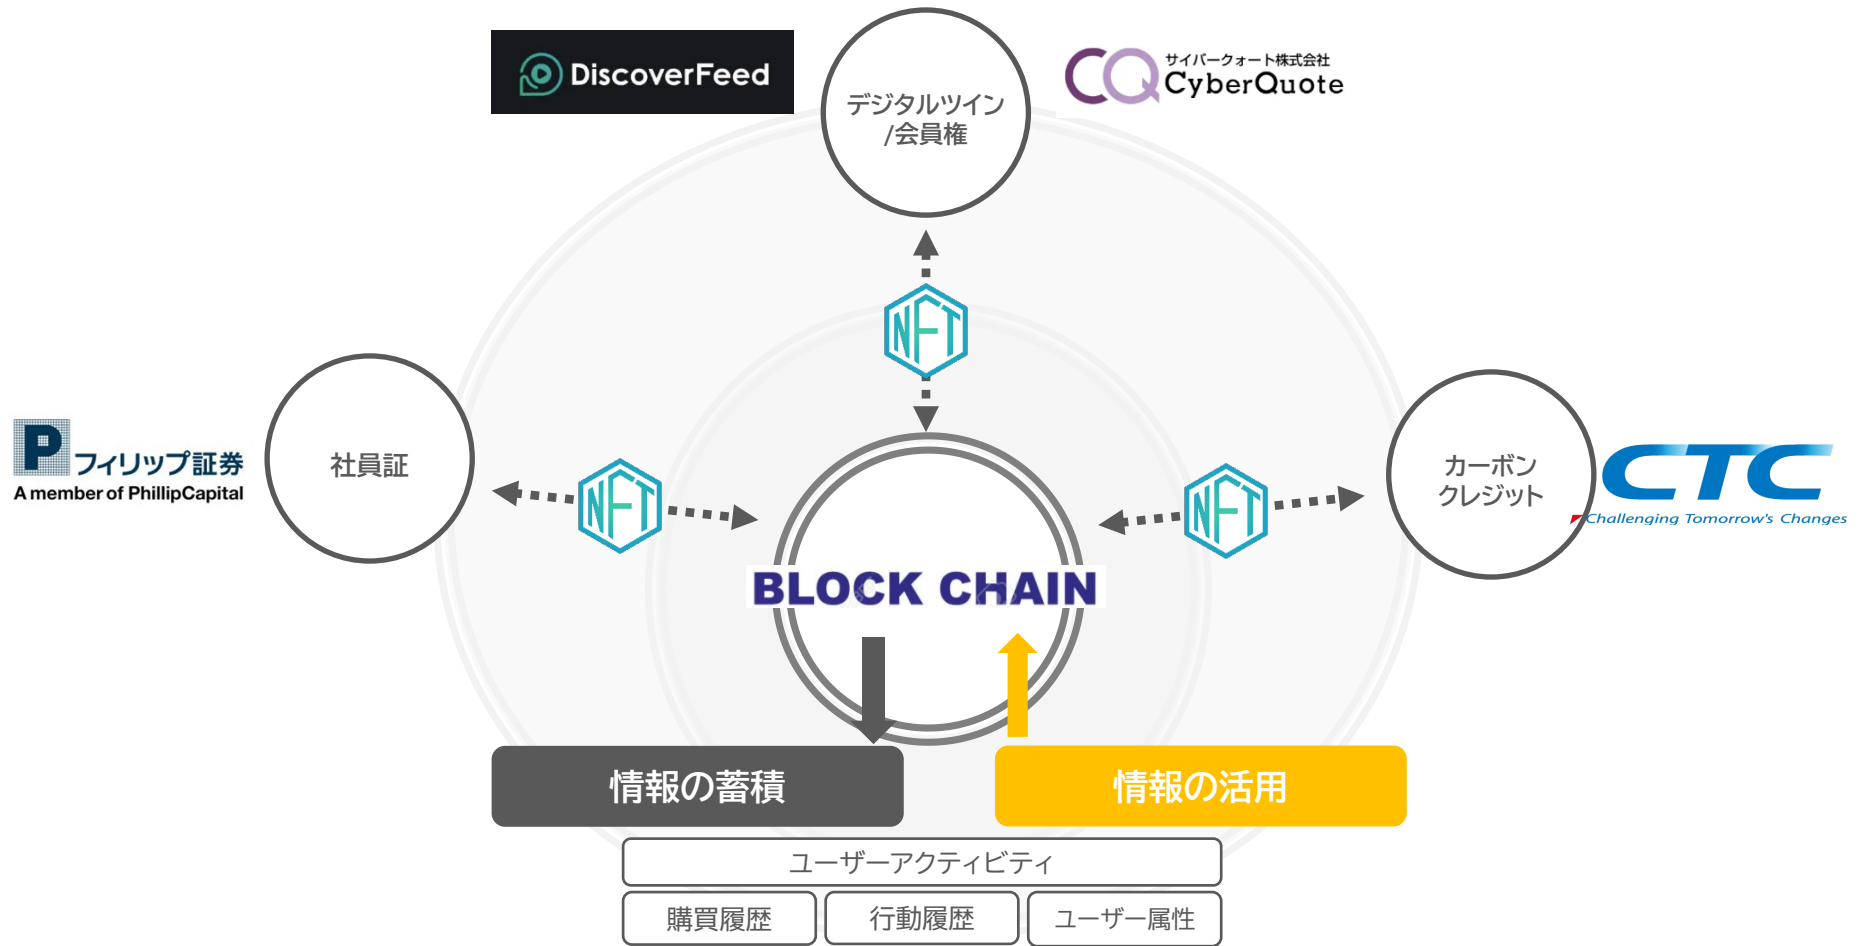 DiscoverFeed
デジタルツイン
/会員権
CQ
サイバークォート株式会社
CyberQuote
NFT
P
フィリップ証券
A member of PhillipCapital
社員証
NFT
NFT
カーボン
クレジット
CTC
Challenging Tomorrow's Changes
BLOCK CHAIN
情報の蓄積
情報の活用
ユーザーアクティビティ
購買履歴
行動履歴
ユーザー属性